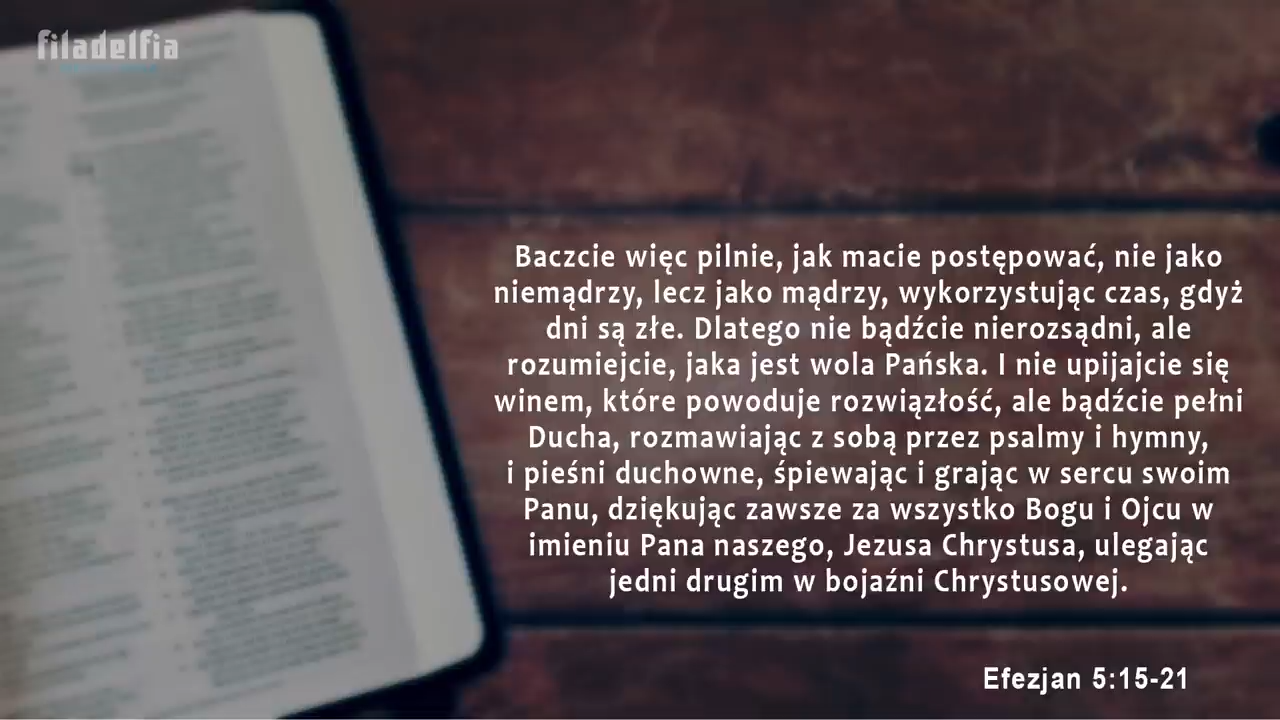 filadelfia
Baczcie więc pilnie, jak macie postępować, nie jako
niemądrzy, lecz jako mądrzy, wykorzystując czas, gdyż
dni są złe. Dlatego nie bądźcie nierozsądni, ale
rozumiejcie, jaka jest wola Pańska. I nie upijajcie się
winem, które powoduje rozwiązłość, ale bądźcie pełni
Ducha, rozmawiając z sobą przez psalmy i hymny,
i pieśni duchowne, śpiewając i grając w sercu swoim
Panu, dziękując zawsze za wszystko Bogu i Ojcu w
imieniu Pana naszego, Jezusa Chrystusa, ulegając
jedni drugim w bojaźni Chrystusowej.
Efezjan 5:15-21